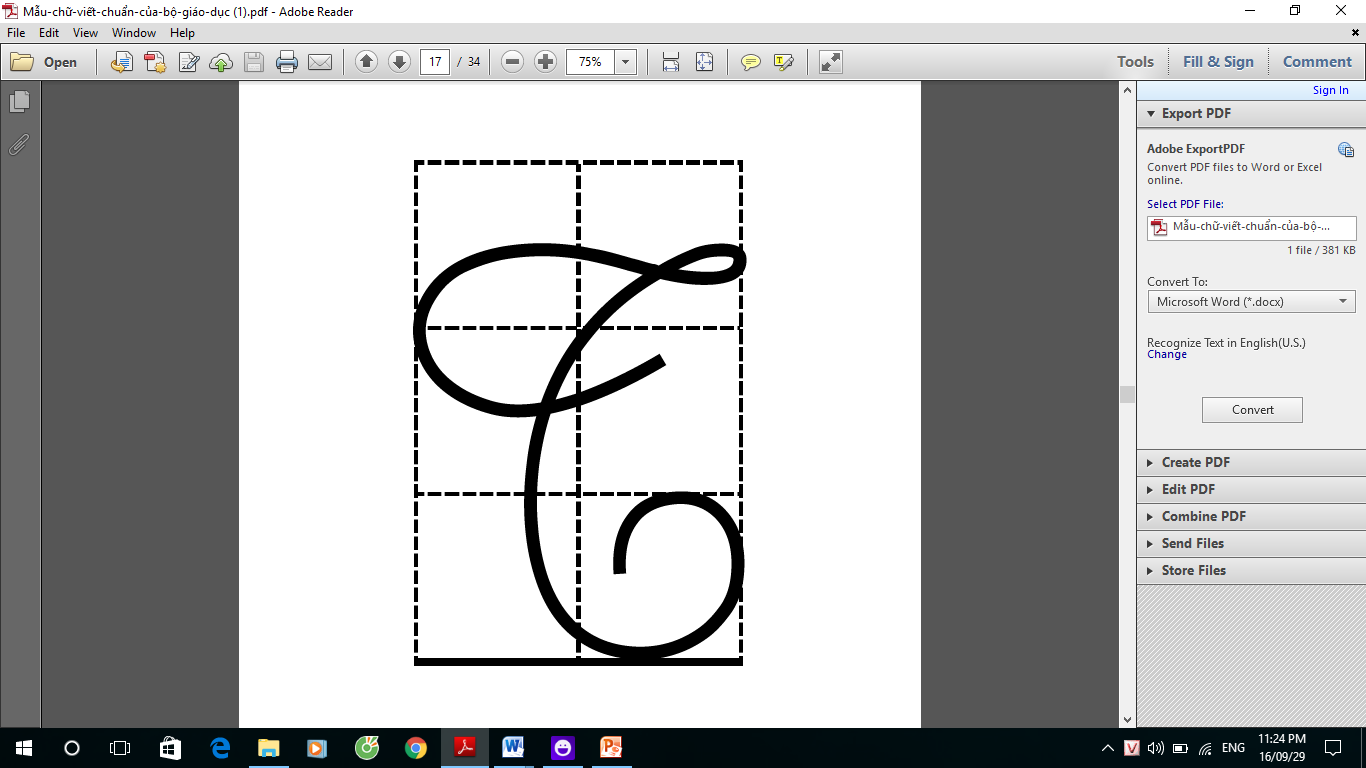 Mẫu-chữ-viết-chuẩn-của-bộ-giáo-dục (1).pdf - Adobe Reader
File Edit View Window Help
Open 17 / 34 75% Tools Fill & Sign Comment
Sign In
Export PDF
Adobe ExportPDF
Convert PDF files to Word or Excel
online.
Select PDF File:
Mẫu-chữ-viết-chuẩn-của-bộ-...
1 file / 381 KB
Convert To:
Microsoft Word (*.docx)
Recognize Text in English(U.S.)
Change
Convert
Create PDF
Edit PDF
Combine PDF
Send Files
Store Files
T
ENG 11:24 PM
16/09/29